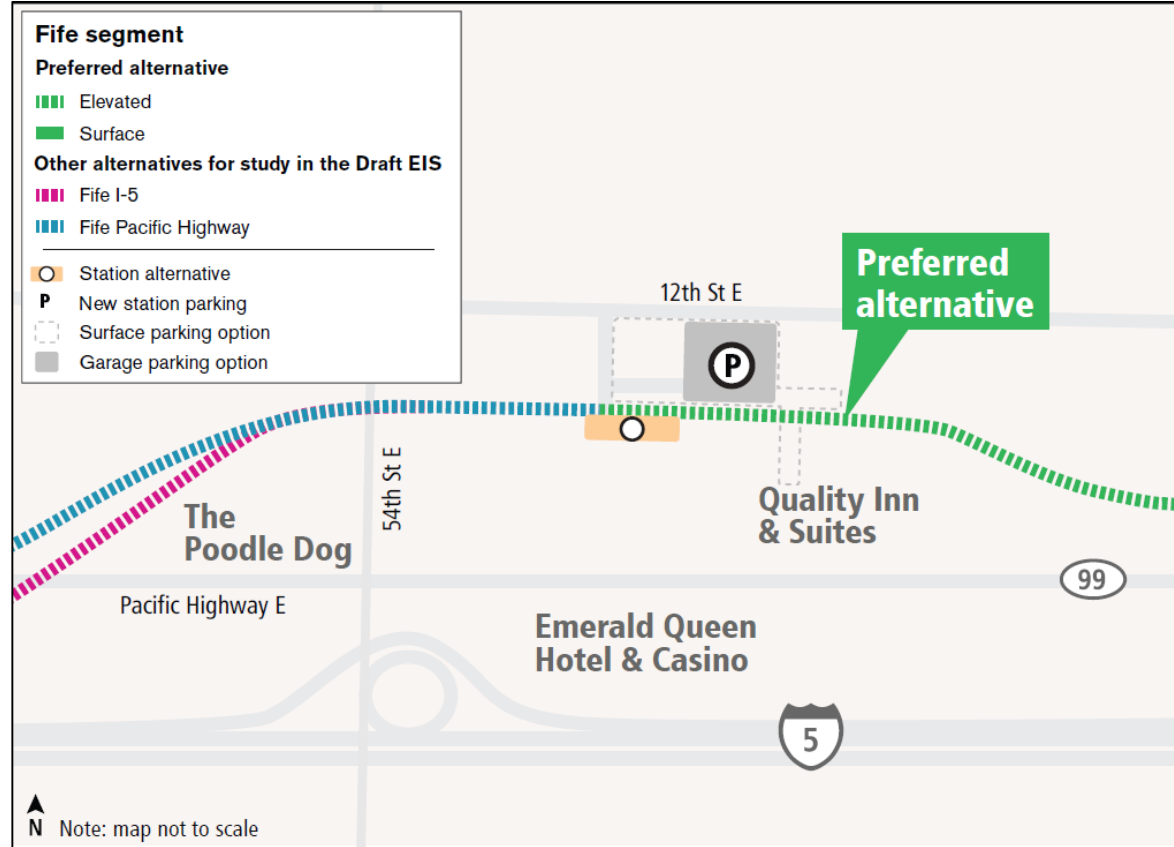 Fife segment
Preferred alternative
Elevated
Surface
Other alternatives for study in the Draft EIS
Fife I-5
Fife Pacific Highway
Station alternative
P New station parking
Surface parking option
Garage parking option
12th St E
Preferred
alternative
P
54th St E
The
Poodle Dog
Quality Inn
& Suites
99
Pacific Highway E
Emerald Queen
Hotel & Casino
5
N Note: map not to scale